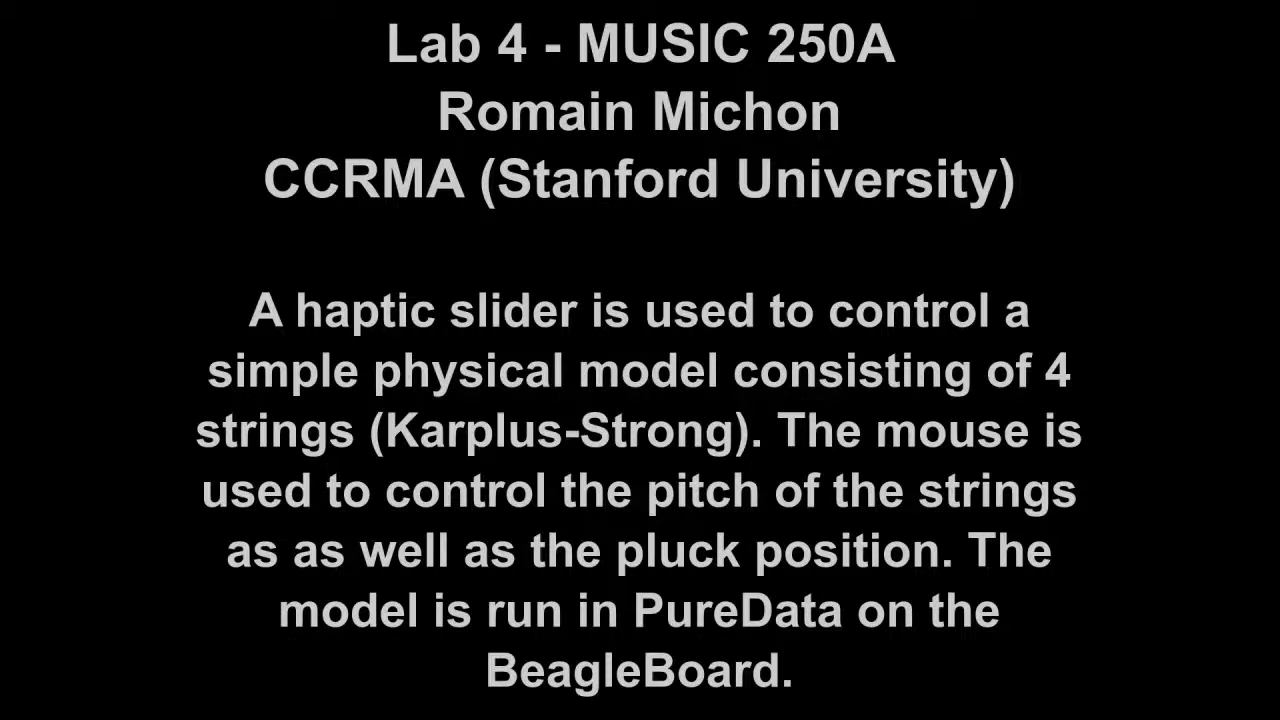 Lab 4 - MUSIC 250A
Romain Michon
CCRMA (Stanford University)
A haptic slider is used to control a
simple physical model consisting of 4
strings (Karplus-Strong). The mouse is
used to control the pitch of the strings
as as well as the pluck position. The
model is run in PureData on the
BeagleBoard.